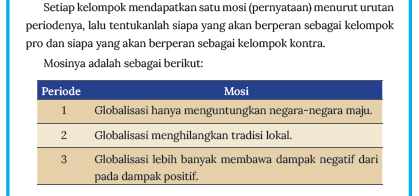 Setiap kelompok mendapatkan satu mosi (pernyataan) menurut urutan
periodenya, lalu tentukanlah siapa yang akan berperan sebagai kelompok
pro dan siapa yang akan berperan sebagai kelompok kontra.
Mosinya adalah sebagai berikut:
Periode Mosi
1 Globalisasi hanya menguntungkan negara-negara maju.
2 Globalisasi menghilangkan tradisi lokal.
3 Globalisasi lebih banyak membawa dampak negatif dari
pada dampak positif.